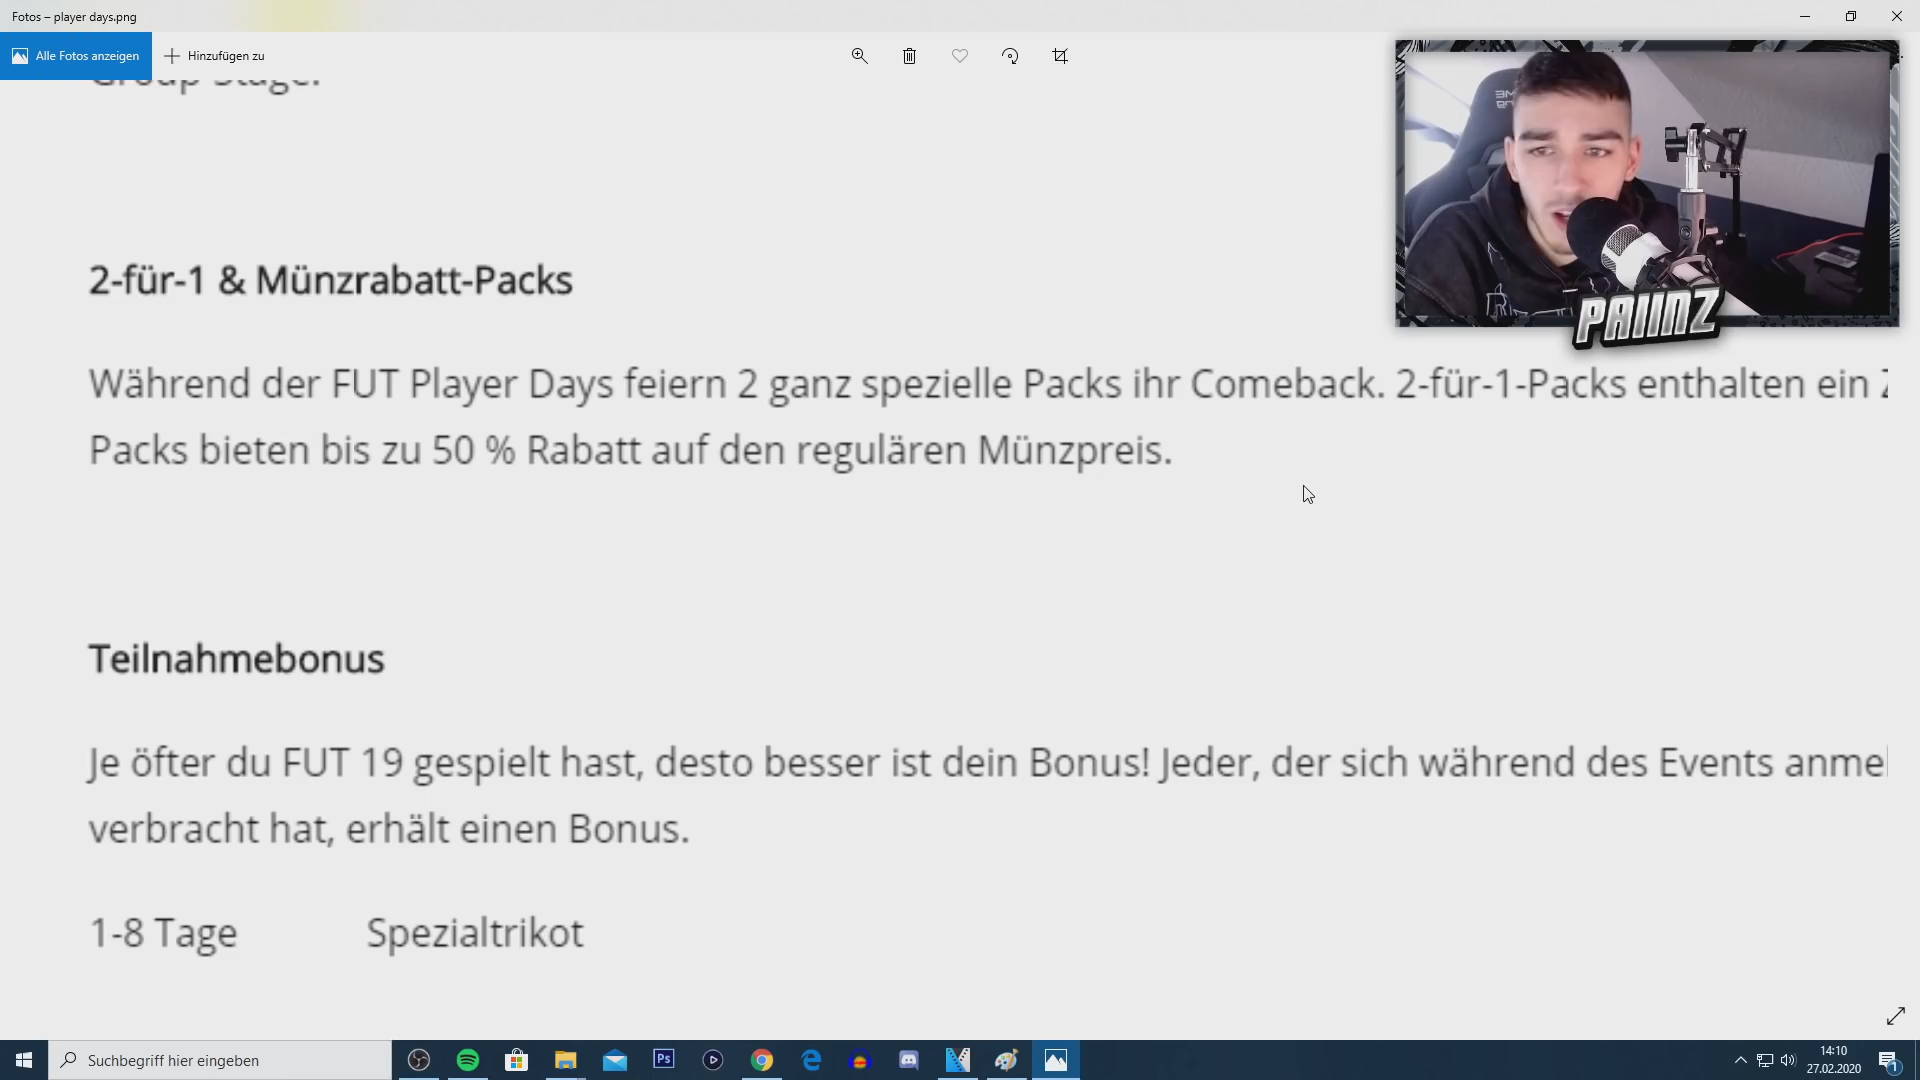 Fotos – player days.png
Alle Fotos anzeigen
Hinzufügen zu
Group Stage.
2-für-1 & Münzrabatt-Packs
Während der FUT Player Days feiern 2 ganz spezielle Packs ihr Comeback. 2-für-1-Packs enthalten ein
Packs bieten bis zu 50 % Rabatt auf den regulären Münzpreis.
PAIINZ
Teilnahmebonus
Je öfter du FUT 19 gespielt hast, desto besser ist dein Bonus! Jeder, der sich während des Events
verbracht hat, erhält einen Bonus.
1-8 Tage Spezialtrikot
Suchbegriff hier eingeben
Ps
14:10
27.02.2020
1